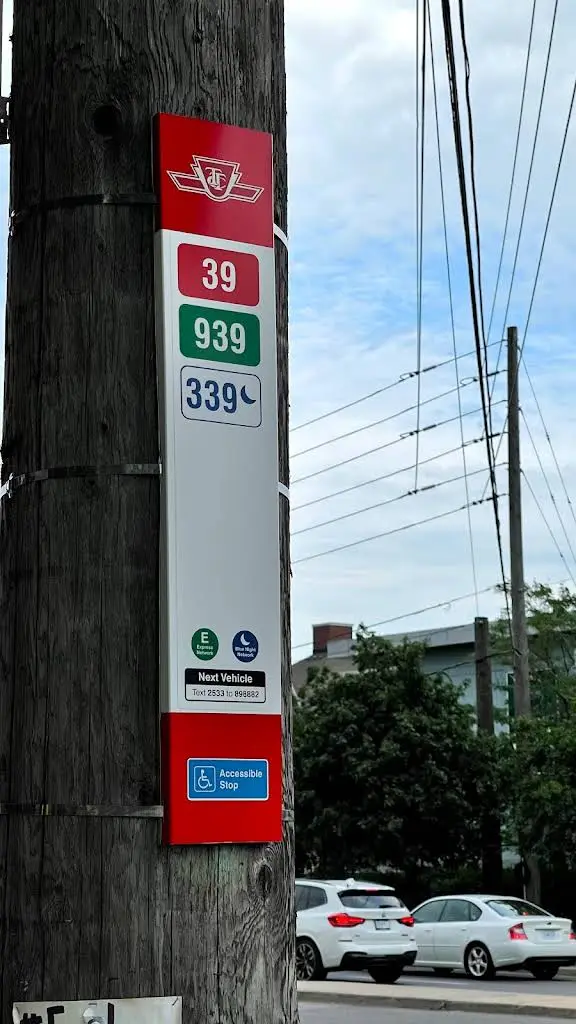 TTC
39
939
339
E
Express
Network
Blue Night
Network
Next Vehicle
Text 2533 to 898882
Accessible
Stop